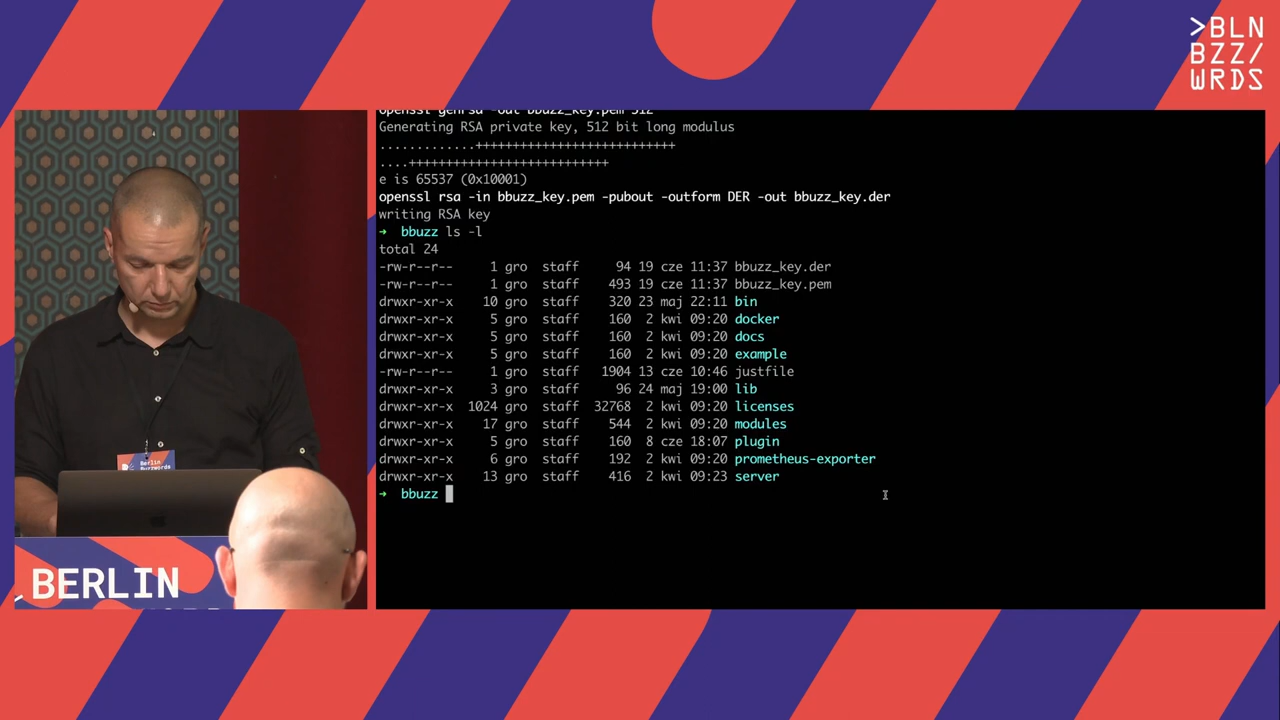 >BLN
BZZ/
WRDS
openssl genrsa -out bbuzz_key.pem 512
Generating RSA private key, 512 bit long modulus
.............+++++++++++++++++++++++++++
....+++++++++++++++++++++++++++
e is 65537 (0x10001)
openssl rsa -in bbuzz_key.pem -pubout -outform DER -out bbuzz_key.der
writing RSA key
➜ bbuzz ls -l
total 24
-rw-r--r-- 1 gro staff 94 19 cze 11:37 bbuzz_key.der
-rw-r--r-- 1 gro staff 493 19 cze 11:37 bbuzz_key.pem
drwxr-xr-x 10 gro staff 320 23 maj 22:11 bin
drwxr-xr-x 5 gro staff 160 2 kwi 09:20 docker
drwxr-xr-x 5 gro staff 160 2 kwi 09:20 docs
drwxr-xr-x 5 gro staff 160 2 kwi 09:20 example
-rw-r--r-- 1 gro staff 1904 13 cze 10:46 justfile
drwxr-xr-x 3 gro staff 96 24 maj 19:00 lib
drwxr-xr-x 1024 gro staff 32768 2 kwi 09:20 licenses
drwxr-xr-x 17 gro staff 544 2 kwi 09:20 modules
drwxr-xr-x 5 gro staff 160 8 cze 18:07 plugin
drwxr-xr-x 6 gro staff 192 2 kwi 09:20 prometheus-exporter
drwxr-xr-x 13 gro staff 416 2 kwi 09:23 server
➜ bbuzz
Berlin
Buzzwords
BERLIN